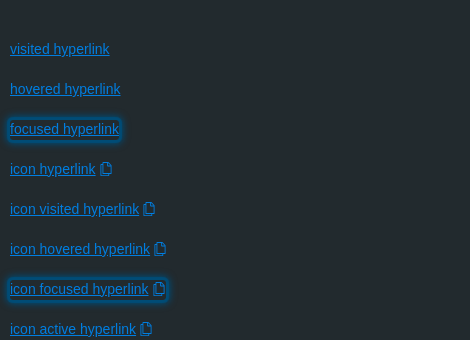 visited hyperlink
hovered hyperlink
focused hyperlink
icon hyperlink
icon visited hyperlink
icon hovered hyperlink
icon focused hyperlink
icon active hyperlink